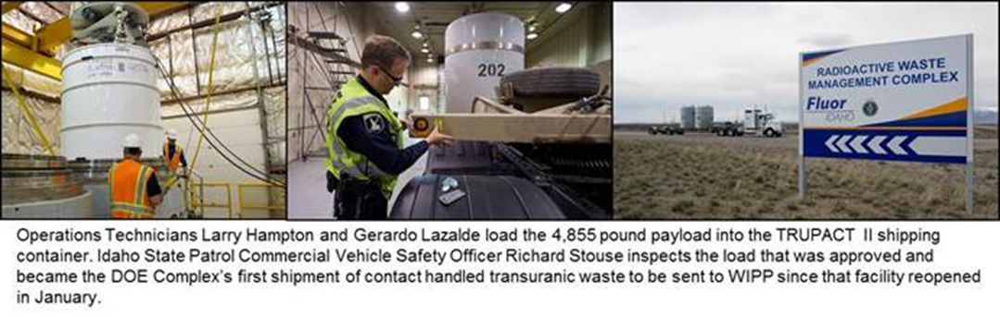 202
RADIOACTIVE WASTE
MANAGEMENT COMPLEX
Fluor
IDAHO
Operations Technicians Larry Hampton and Gerardo Lazalde load the 4,855 pound payload into the TRUPACT II shipping
container. Idaho State Patrol Commercial Vehicle Safety Officer Richard Stouse inspects the load that was approved and
became the DOE Complex's first shipment of contact handled transuranic waste to be sent to WIPP since that facility reopened
in January.